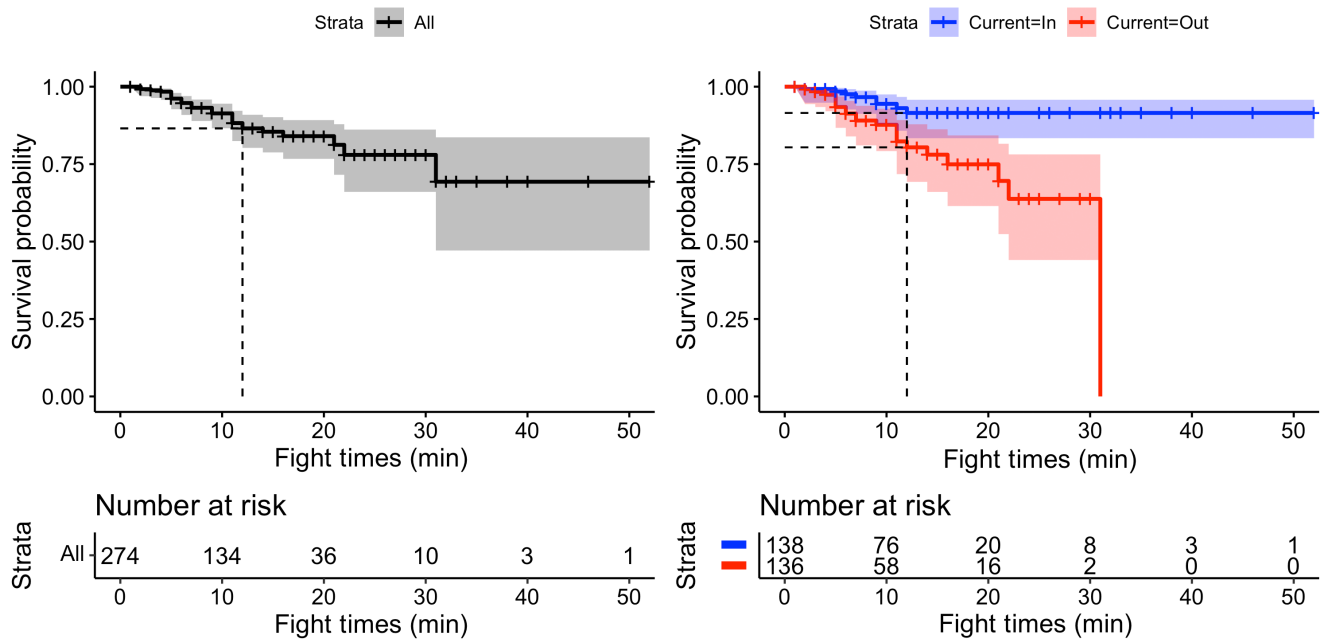 Strata All
1.00
0.75
0.50
0.25
0.00
Survival probability
0 10 20 30 40 50
Fight times (min)
Number at risk
Strata
All 274 134 36 10 3 1
0 10 20 30 40 50
Fight times (min)
Strata Current=In Current=Out
1.00
0.75
0.50
0.25
0.00
Survival probability
0 10 20 30 40 50
Fight times (min)
Number at risk
Strata
138 76 20 8 3 1
136 58 16 2 0 0
0 10 20 30 40 50
Fight times (min)